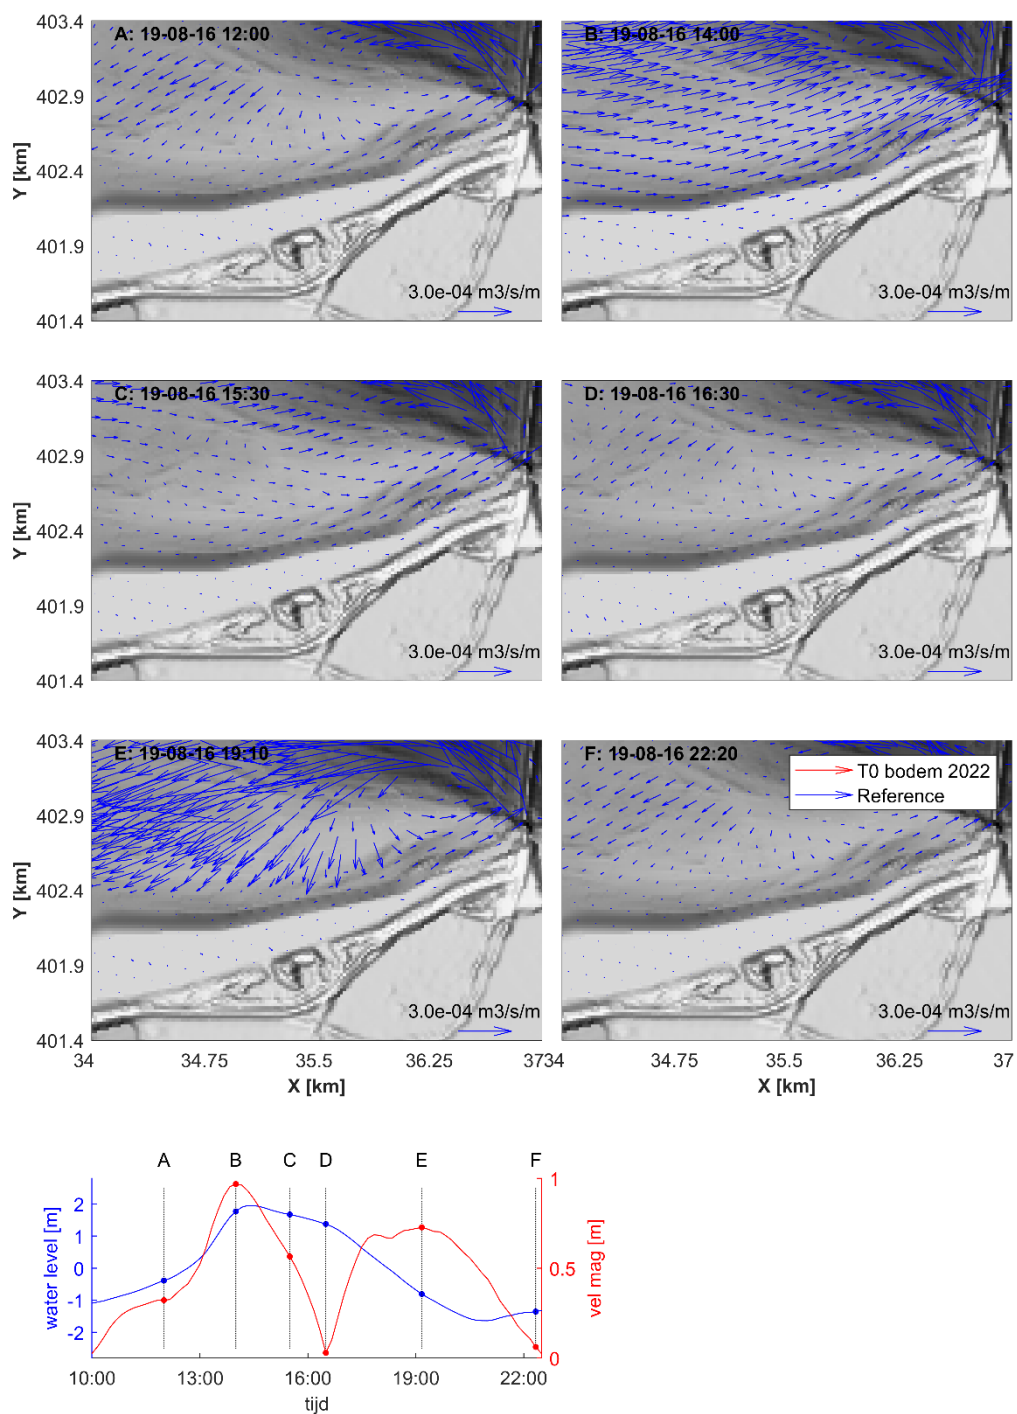 A: 19-08-16 12:00
B: 19-08-16 14:00
403.4
402.9
402.4
401.9
401.4
Y [km]
3.0e-04 m3/s/m
3.0e-04 m3/s/m
C: 19-08-16 15:30
D: 19-08-16 16:30
403.4
402.9
402.4
401.9
401.4
Y [km]
3.0e-04 m3/s/m
3.0e-04 m3/s/m
E: 19-08-16 19:10
F: 19-08-16 22:20
T0 bodem 2022
Reference
403.4
402.9
402.4
401.9
401.4
Y [km]
3.0e-04 m3/s/m
3.0e-04 m3/s/m
34 34.75 35.5 36.25 37
34 34.75 35.5 36.25 37
X [km]
X [km]
A B C D E F
2
1
0
-1
-2
water level [m]
1
0.5
0
vel mag [m]
10:00 13:00 16:00 19:00 22:00
tijd